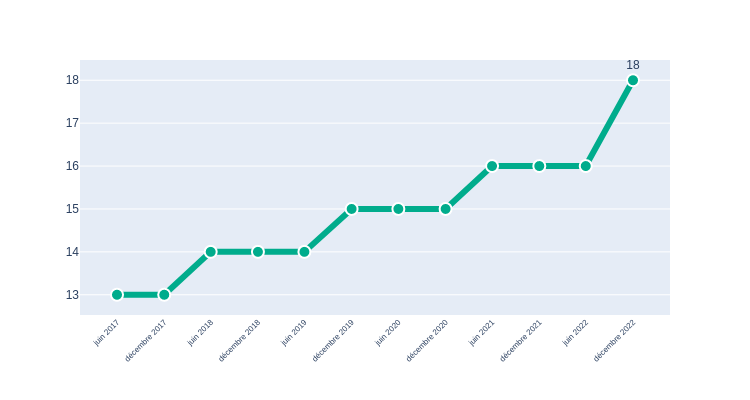 18
18
17
16
15
14
13
juin 2017
décembre 2017
juin 2018
décembre 2018
juin 2019
décembre 2019
juin 2020
décembre 2020
juin 2021
décembre 2021
juin 2022
décembre 2022